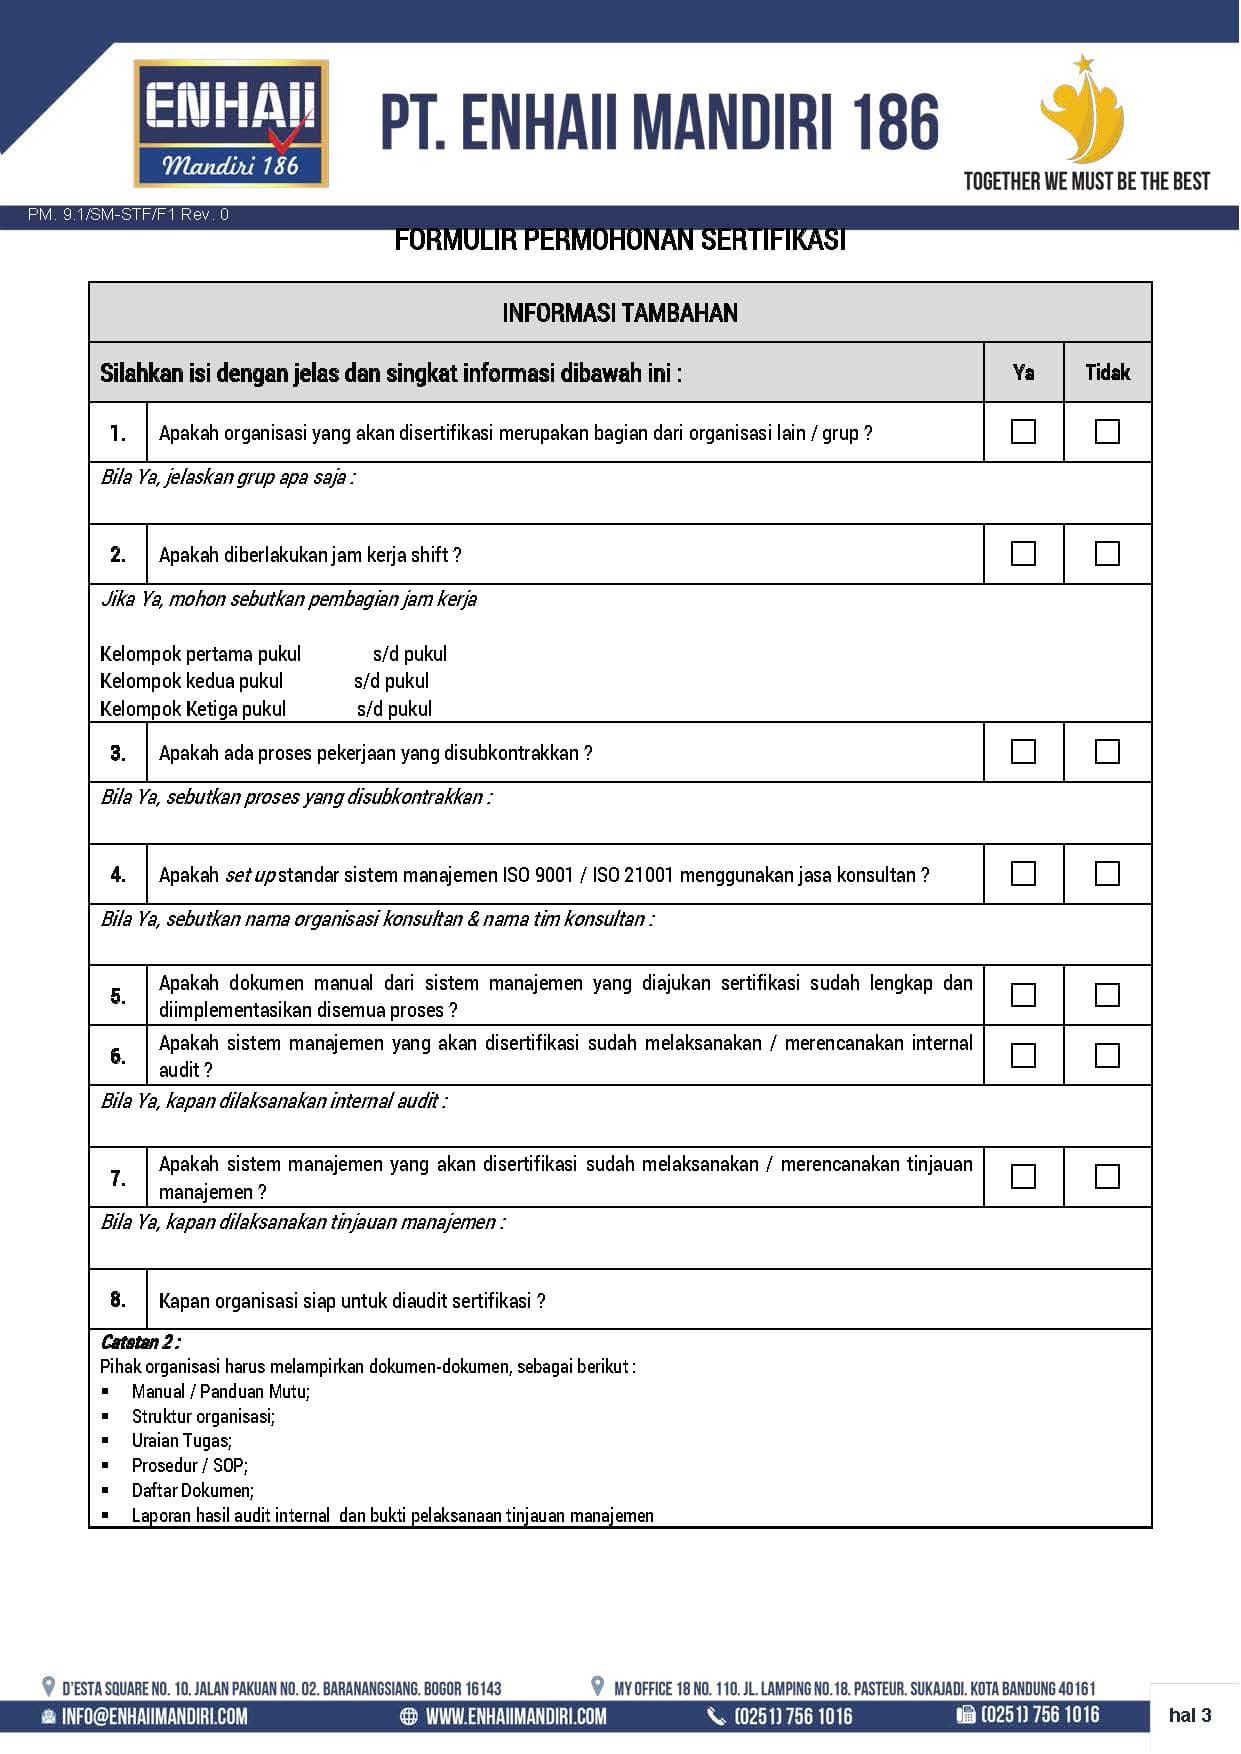 ENHAII
Mandiri 186
PT. ENHAII MANDIRI 186
TOGETHER WE MUST BE THE BEST
PM. 9.1/SM-STF/F1 Rev. 0
FORMULIR PERMOHONAN SERTIFIKASI
INFORMASI TAMBAHAN
Silahkan isi dengan jelas dan singkat informasi dibawah ini : Ya Tidak
1. Apakah organisasi yang akan disertifikasi merupakan bagian dari organisasi lain / grup ?
Bila Ya, jelaskan grup apa saja :
2. Apakah diberlakukan jam kerja shift ?
Jika Ya, mohon sebutkan pembagian jam kerja
Kelompok pertama pukul s/d pukul
Kelompok kedua pukul s/d pukul
Kelompok Ketiga pukul s/d pukul
3. Apakah ada proses pekerjaan yang disubkontrakkan ?
Bila Ya, sebutkan proses yang disubkontrakkan :
4. Apakah set up standar sistem manajemen ISO 9001 / ISO 21001 menggunakan jasa konsultan ?
Bila Ya, sebutkan nama organisasi konsultan & nama tim konsultan :
5. Apakah dokumen manual dari sistem manajemen yang diajukan sertifikasi sudah lengkap dan
diimplementasikan disemua proses ?
6. Apakah sistem manajemen yang akan disertifikasi sudah melaksanakan / merencanakan internal
audit ?
Bila Ya, kapan dilaksanakan internal audit :
7. Apakah sistem manajemen yang akan disertifikasi sudah melaksanakan / merencanakan tinjauan
manajemen ?
Bila Ya, kapan dilaksanakan tinjauan manajemen :
8. Kapan organisasi siap untuk diaudit sertifikasi ?
Catatan 2 :
Pihak organisasi harus melampirkan dokumen-dokumen, sebagai berikut :
▪ Manual / Panduan Mutu;
▪ Struktur organisasi;
▪ Uraian Tugas;
▪ Prosedur / SOP;
▪ Daftar Dokumen;
▪ Laporan hasil audit internal dan bukti pelaksanaan tinjauan manajemen
D'ESTA SQUARE NO. 10. JALAN PAKUAN NO. 02. BARANANGSIANG. BOGOR 16143
MY OFFICE 18 NO. 110. JL. LAMPING NO.18. PASTEUR. SUKAJADI. KOTA BANDUNG 40161
INFO@ENHAIIMANDIRI.COM
WWW.ENHAIIMANDIRI.COM
(0251) 756 1016
(0251) 756 1016
hal 3